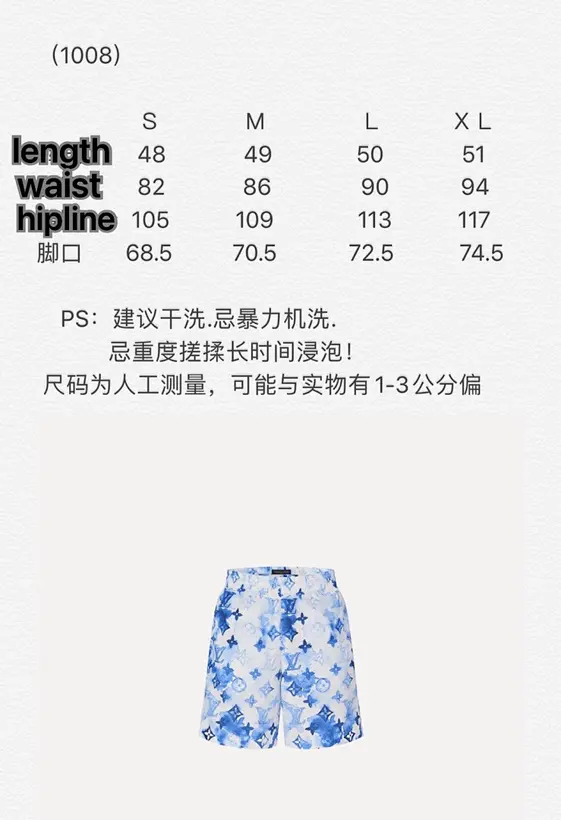 （1008）
S M L XL
length 48 49 50 51
waist 82 86 90 94
hipline 105 109 113 117
脚口 68.5 70.5 72.5 74.5
PS：建议干洗.忌暴力机洗.
忌重度搓揉长时间浸泡！
尺码为人工测量，可能与实物有1-3公分偏